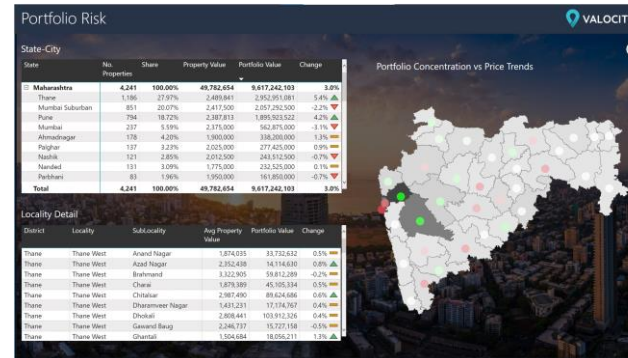 Portfolio Risk
VALOCIT
State-City
State No. Properties Share Property Value Portfolio Value Change
Maharashtra 4,241 100.00% 49,782,654 9,617,242,103 3.0%
Thane 1,186 27.97% 2,489,841 2,952,951,081 5.4%
Mumbai Suburban 851 20.07% 2,417,500 2,057,292,500 -2.2%
Pune 794 18.72% 2,387,813 1,895,923,522 4.2%
Mumbai 237 5.59% 2,375,000 562,875,000 -3.1%
Ahmadnagar 178 4.20% 1,900,000 338,200,000 1.3%
Palghar 137 3.23% 2,025,000 277,425,000 0.9%
Nashik 121 2.85% 2,012,500 243,512,500 -0.7%
Nanded 131 3.09% 1,775,000 232,525,000 0.1%
Parbhani 83 1.96% 1,950,000 161,850,000 -0.7%
Total 4,241 100.00% 49,782,654 9,617,242,103 3.0%
Portfolio Concentration vs Price Trends
Locality Detail
District Locality SubLocality Avg Property Value Portfolio Value Change
Thane Thane West Anand Nagar 1,874,035 33,732,632 0.5%
Thane Thane West Azad Nagar 2,352,438 14,114,630 0.8%
Thane Thane West Brahmand 3,322,905 59,812,289 -0.2%
Thane Thane West Charai 1,879,389 45,105,334 0.5%
Thane Thane West Chitalsar 2,987,490 89,624,686 0.6%
Thane Thane West Dharamveer Nagar 1,431,231 17,174,767 0.4%
Thane Thane West Dhokali 2,808,441 103,912,326 0.4%
Thane Thane West Gawand Baug 2,246,737 15,727,158 -0.5%
Thane Thane West Ghantali 1,504,684 18,056,211 1.3%